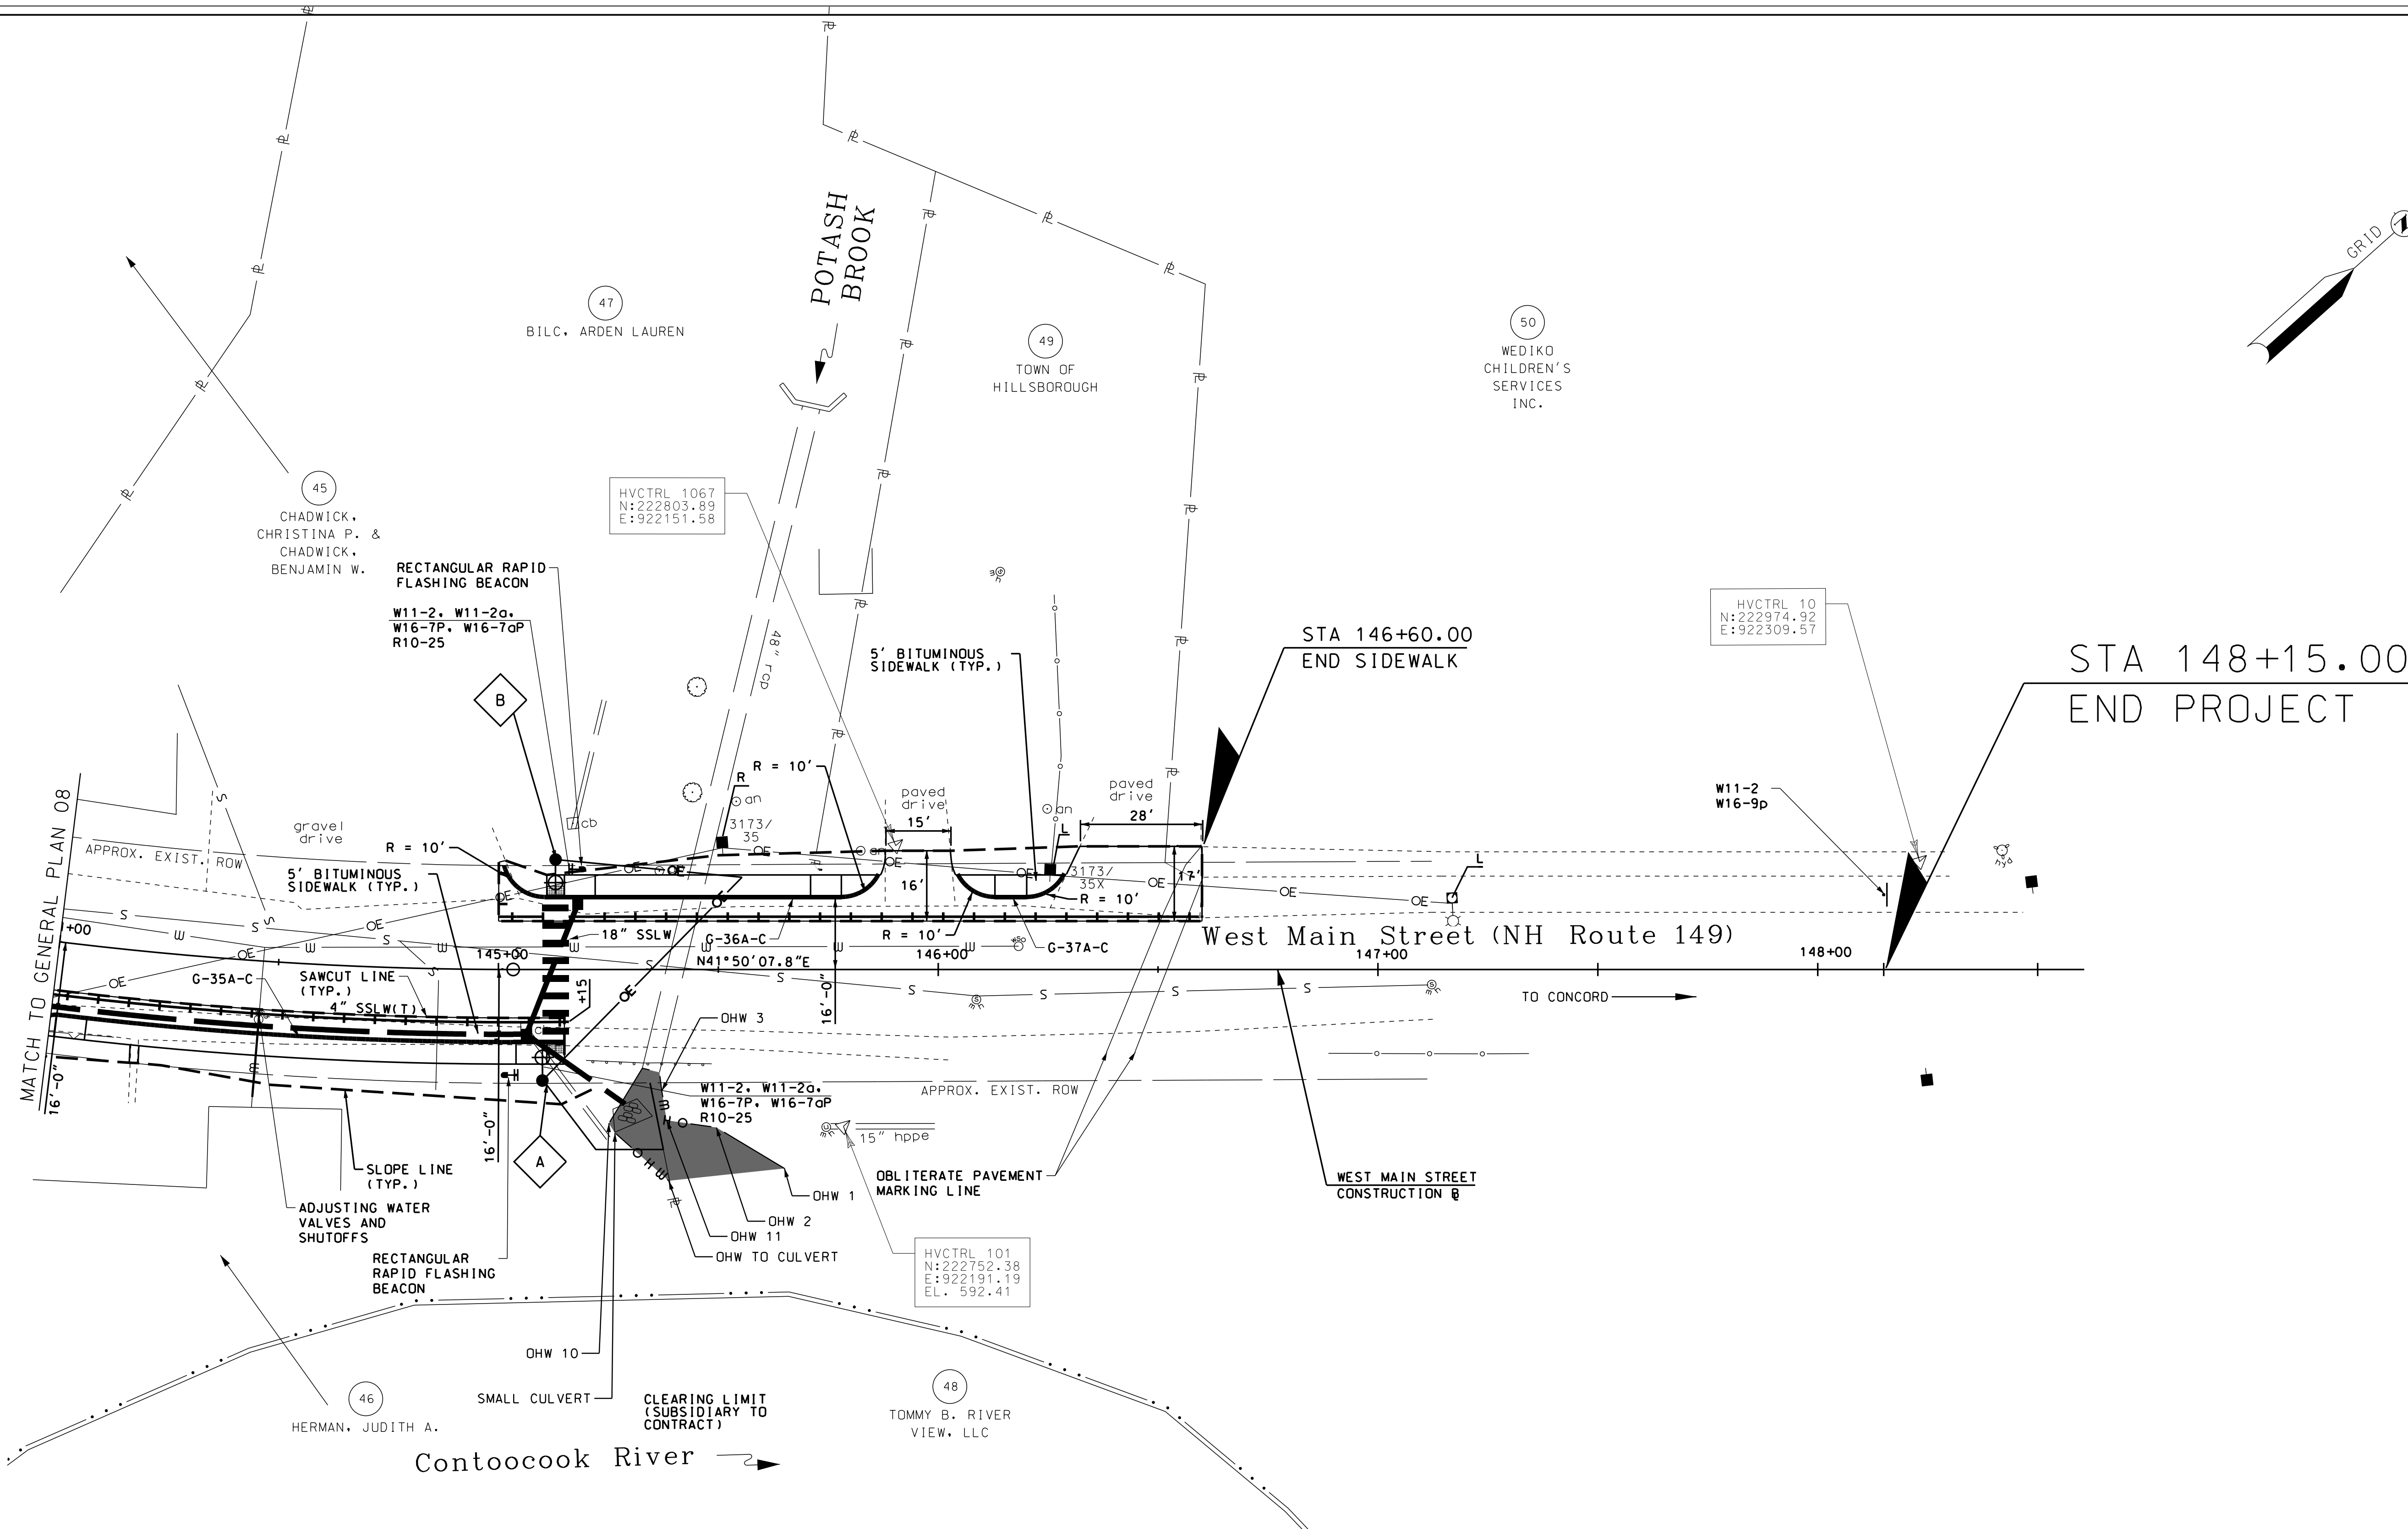 POTASH
BROOK
GRID
47
BILC, ARDEN LAUREN
49
TOWN OF
HILLSBOROUGH
50
WEDIKO
CHILDREN'S
SERVICES
INC.
45
CHADWICK,
CHRISTINA P. &
CHADWICK,
BENJAMIN W.
HVCTRL 1067
N:222803.89
E:922151.58
RECTANGULAR RAPID
FLASHING BEACON
W11-2, W11-2a,
W16-7P, W16-7aP
R10-25
48" rcp
5' BITUMINOUS
SIDEWALK (TYP.)
STA 146+60.00
END SIDEWALK
HVCTRL 10
N:222974.92
E:922309.57
STA 148+15.00
END PROJECT
B
R
R = 10'
an
3173/
35
paved
drive
15'
an
paved
drive
28'
L
W11-2
W16-9p
cb
gravel
drive
R = 10'
APPROX. EXIST. ROW
5' BITUMINOUS
SIDEWALK (TYP.)
an
16'
3173/
35X
17'
R = 10'
L
hyd
MATCH TO GENERAL PLAN 08
+00
18" SSLW
G-36A-C
R = 10'
wso
G-37A-C
West Main Street (NH Route 149)
145+00
N41°50'07.8"E
146+00
147+00
148+00
G-35A-C
SAWCUT LINE
(TYP.)
4" SSLW(T)
+15
16'-0"
TO CONCORD
OHW 3
16'-0"
W11-2, W11-2a,
W16-7P, W16-7aP
R10-25
APPROX. EXIST. ROW
15" hppe
16'-0"
A
SLOPE LINE
(TYP.)
OBLITERATE PAVEMENT
MARKING LINE
WEST MAIN STREET
CONSTRUCTION ℄
OHW 1
ADJUSTING WATER
VALVES AND
SHUTOFFS
OHW 2
OHW 11
OHW TO CULVERT
RECTANGULAR
RAPID FLASHING
BEACON
HVCTRL 101
N:222752.38
E:922191.19
EL. 592.41
OHW 10
SMALL CULVERT
CLEARING LIMIT
(SUBSIDIARY TO
CONTRACT)
46
HERMAN, JUDITH A.
48
TOMMY B. RIVER
VIEW, LLC
Contoocook River